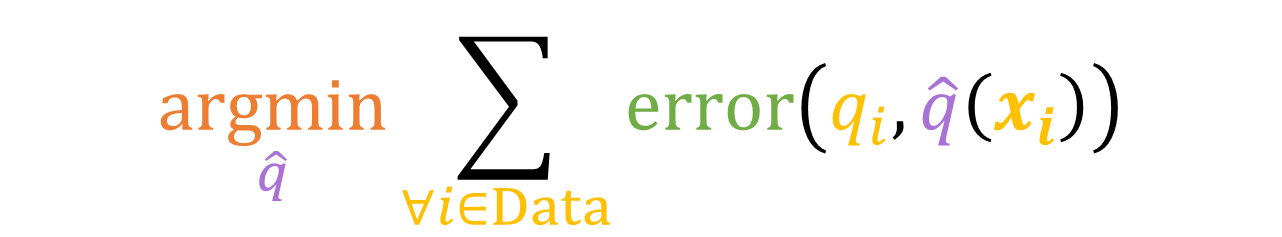 argmin ∑ error(qᵢ, q̂(𝒙ᵢ))
q̂ ∀i∈Data